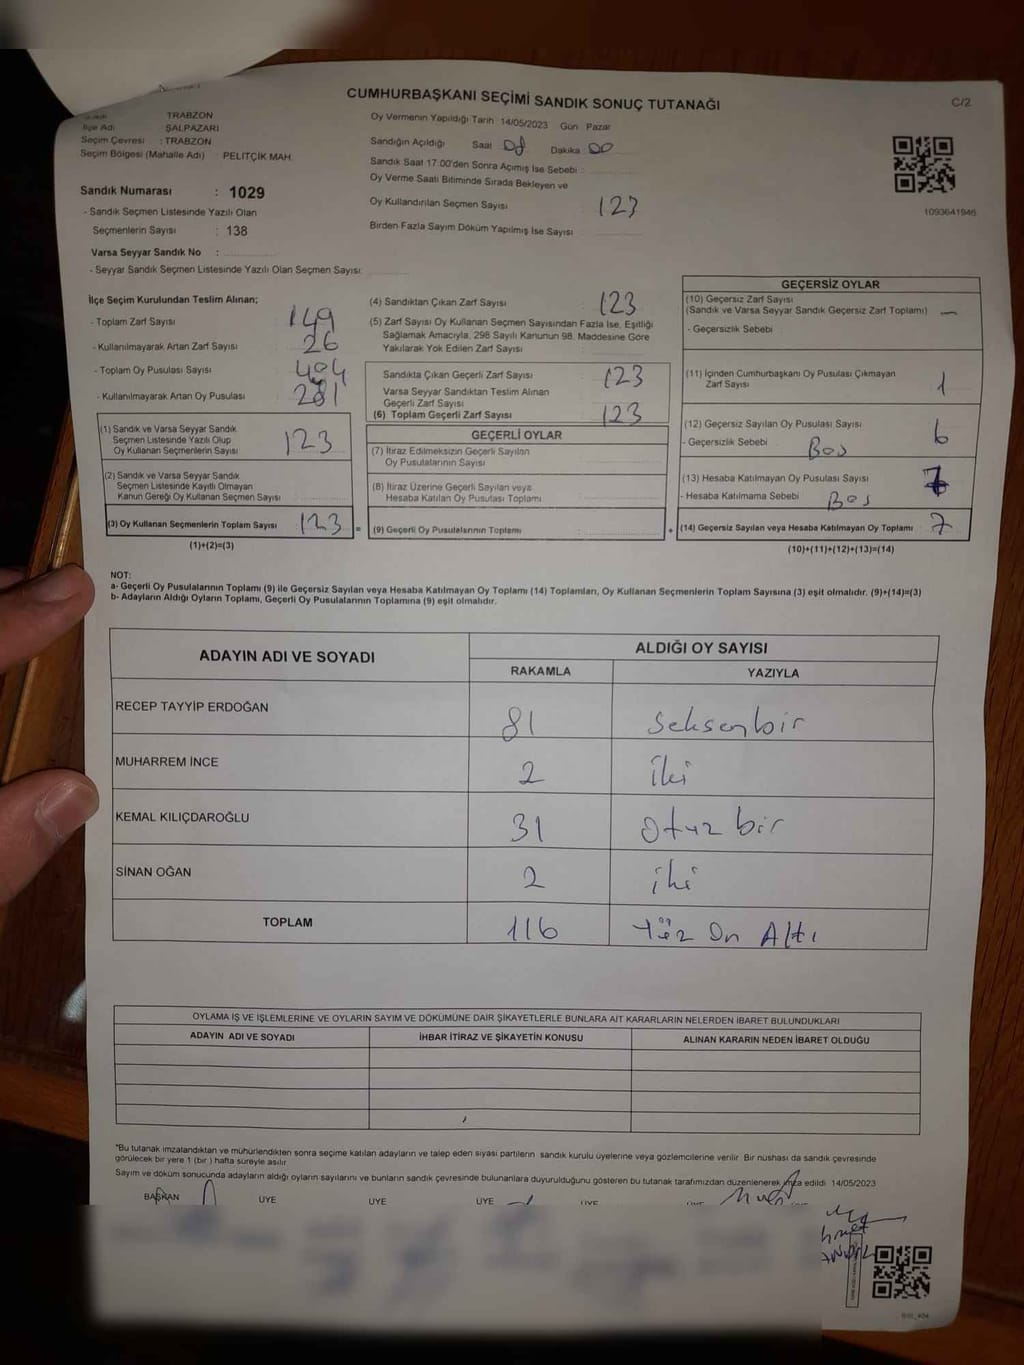 CUMHURBAŞKANI SEÇİMİ SANDIK SONUÇ TUTANAĞI
C/2
TRABZON
İlçe Adı : ŞALPAZARI
Seçim Çevresi : TRABZON
Seçim Bölgesi (Mahalle Adı) : PELİTÇİK MAH.
Sandık Numarası : 1029
- Sandık Seçmen Listesinde Yazılı Olan
Seçmenlerin Sayısı : 138
Varsa Seyyar Sandık No :
- Seyyar Sandık Seçmen Listesinde Yazılı Olan Seçmen Sayısı:
Oy Vermenin Yapıldığı Tarih : 14/05/2023 Gün : Pazar
Sandığın Açıldığı Saat : 08 Dakika : 00
Sandık Saat 17:00'den Sonra Açılmış İse Sebebi :
Oy Verme Saati Bitiminde Sırada Bekleyen ve
Oy Kullandırılan Seçmen Sayısı : 123
Birden Fazla Sayım Döküm Yapılmış İse Sayısı :
1093641946
İlçe Seçim Kurulundan Teslim Alınan;
- Toplam Zarf Sayısı : 149
- Kullanılmayarak Artan Zarf Sayısı : 26
- Toplam Oy Pusulası Sayısı : 404
- Kullanılmayarak Artan Oy Pusulası : 281
(1) Sandık ve Varsa Seyyar Sandık
Seçmen Listesinde Yazılı Olup
Oy Kullanan Seçmenlerin Sayısı : 123
(2) Sandık ve Varsa Seyyar Sandık
Seçmen Listesinde Kayıtlı Olmayan
Kanun Gereği Oy Kullanan Seçmen Sayısı :
(3) Oy Kullanan Seçmenlerin Toplam Sayısı : 123
(1)+(2)=(3)
(4) Sandıktan Çıkan Zarf Sayısı : 123
(5) Zarf Sayısı Oy Kullanan Seçmen Sayısından Fazla İse, Eşitliği
Sağlamak Amacıyla, 298 Sayılı Kanunun 98. Maddesine Göre
Yakılarak Yok Edilen Zarf Sayısı :
Sandıkta Çıkan Geçerli Zarf Sayısı : 123
Varsa Seyyar Sandıktan Teslim Alınan
Geçerli Zarf Sayısı
(6) Toplam Geçerli Zarf Sayısı : 123
GEÇERLİ OYLAR
(7) İtiraz Edilmeksizin Geçerli Sayılan
Oy Pusulalarının Sayısı :
(8) İtiraz Üzerine Geçerli Sayılan veya
Hesaba Katılan Oy Pusulası Toplamı :
= (9) Geçerli Oy Pusulalarının Toplamı : +
GEÇERSİZ OYLAR
(10) Geçersiz Zarf Sayısı
(Sandık ve Varsa Seyyar Sandık Geçersiz Zarf Toplamı) : —
- Geçersizlik Sebebi
(11) İçinden Cumhurbaşkanı Oy Pusulası Çıkmayan
Zarf Sayısı : 1
(12) Geçersiz Sayılan Oy Pusulası Sayısı : 6
- Geçersizlik Sebebi : Boş
(13) Hesaba Katılmayan Oy Pusulası Sayısı :
- Hesaba Katılmama Sebebi : Boş
(14) Geçersiz Sayılan veya Hesaba Katılmayan Oy Toplamı : 7
(10)+(11)+(12)+(13)=(14)
NOT:
a- Geçerli Oy Pusulalarının Toplamı (9) ile Geçersiz Sayılan veya Hesaba Katılmayan Oy Toplamı (14) Toplamları, Oy Kullanan Seçmenlerin Toplam Sayısına (3) eşit olmalıdır. (9)+(14)=(3)
b- Adayların Aldığı Oyların Toplamı, Geçerli Oy Pusulalarının Toplamına (9) eşit olmalıdır.
ADAYIN ADI VE SOYADI ALDIĞI OY SAYISI
RAKAMLA YAZIYLA
RECEP TAYYİP ERDOĞAN 81 Seksenbir
MUHARREM İNCE 2 İki
KEMAL KILIÇDAROĞLU 31 Otuz bir
SİNAN OĞAN 2 iki
TOPLAM 116 Yüz On Altı
OYLAMA İŞ VE İŞLEMLERİNE VE OYLARIN SAYIM VE DÖKÜMÜNE DAİR ŞİKAYETLERLE BUNLARA AİT KARARLARIN NELERDEN İBARET BULUNDUKLARI
ADAYIN ADI VE SOYADI İHBAR İTİRAZ VE ŞİKAYETİN KONUSU ALINAN KARARIN NEDEN İBARET OLDUĞU
*Bu tutanak imzalandıktan ve mühürlendikten sonra seçime katılan adayların ve talep eden siyasi partilerin sandık kurulu üyelerine veya gözlemcilerine verilir. Bir nüshası da sandık çevresinde
görülecek bir yere 1 (bir) hafta süreyle asılır
Sayım ve döküm sonucunda adayların aldığı oyların sayılarını ve bunların sandık çevresinde bulunanlara duyurulduğunu gösteren bu tutanak tarafımızdan düzenlenerek imza edildi. 14/05/2023
BAŞKAN ÜYE ÜYE ÜYE ÜYE